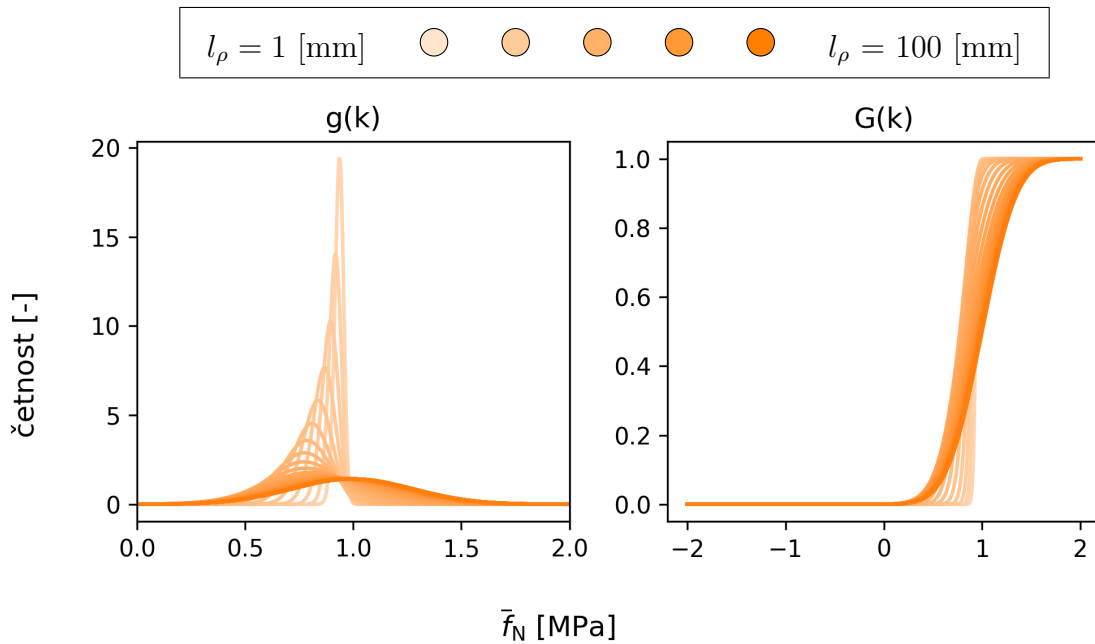 l_ρ = 1 [mm] l_ρ = 100 [mm]
g(k) G(k)
20
15
10
5
0
0.0 0.5 1.0 1.5 2.0
1.0
0.8
0.6
0.4
0.2
0.0
−2 −1 0 1 2
četnost [-]
f̄_N [MPa]